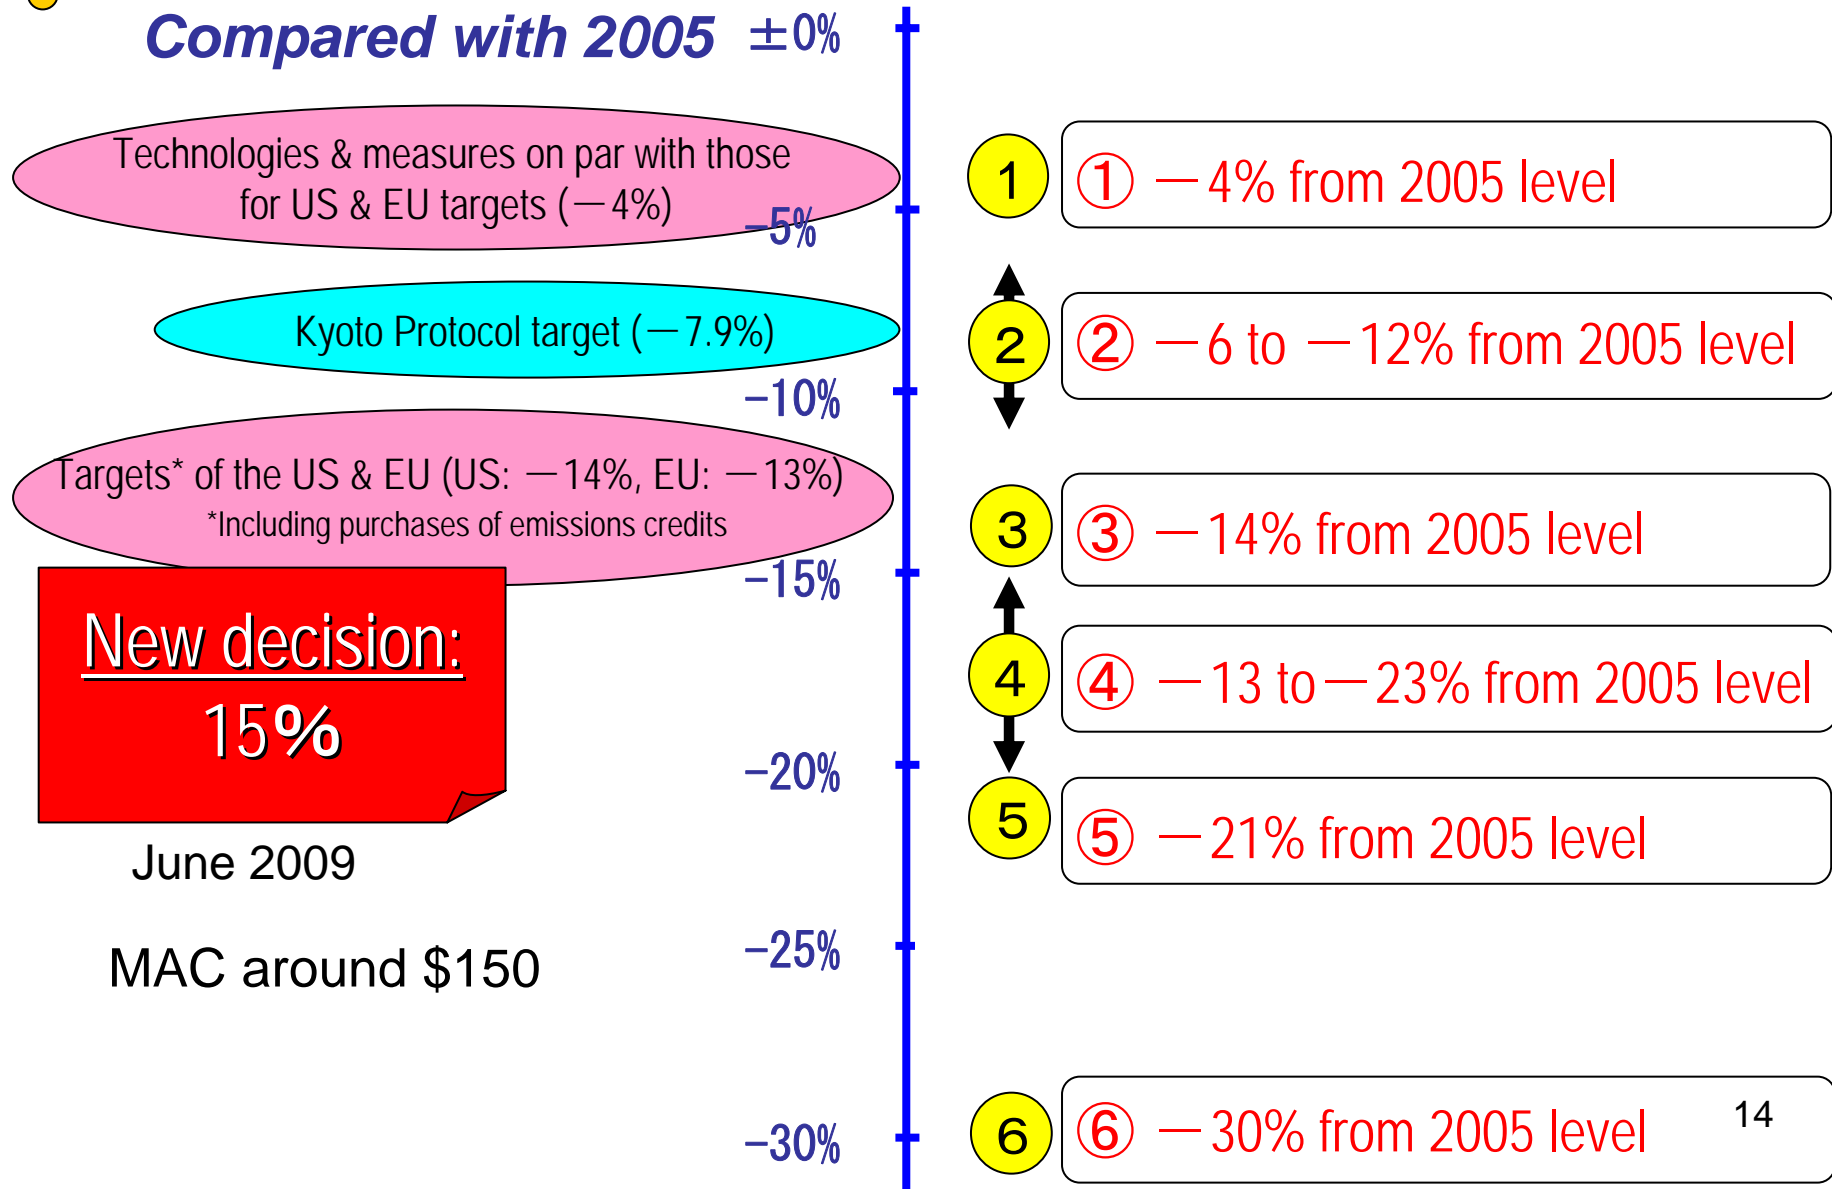 Compared with 2005
±0%
Technologies & measures on par with those
for US & EU targets (－4%)
−5%
Kyoto Protocol target (－7.9%)
−10%
Targets* of the US & EU (US: －14%, EU: －13%)
*Including purchases of emissions credits
−15%
New decision:
15%
−20%
June 2009
MAC around $150
−25%
−30%
1
① －4% from 2005 level
2
② －6 to －12% from 2005 level
3
③ －14% from 2005 level
4
④ －13 to－23% from 2005 level
5
⑤ －21% from 2005 level
6
⑥ －30% from 2005 level
14